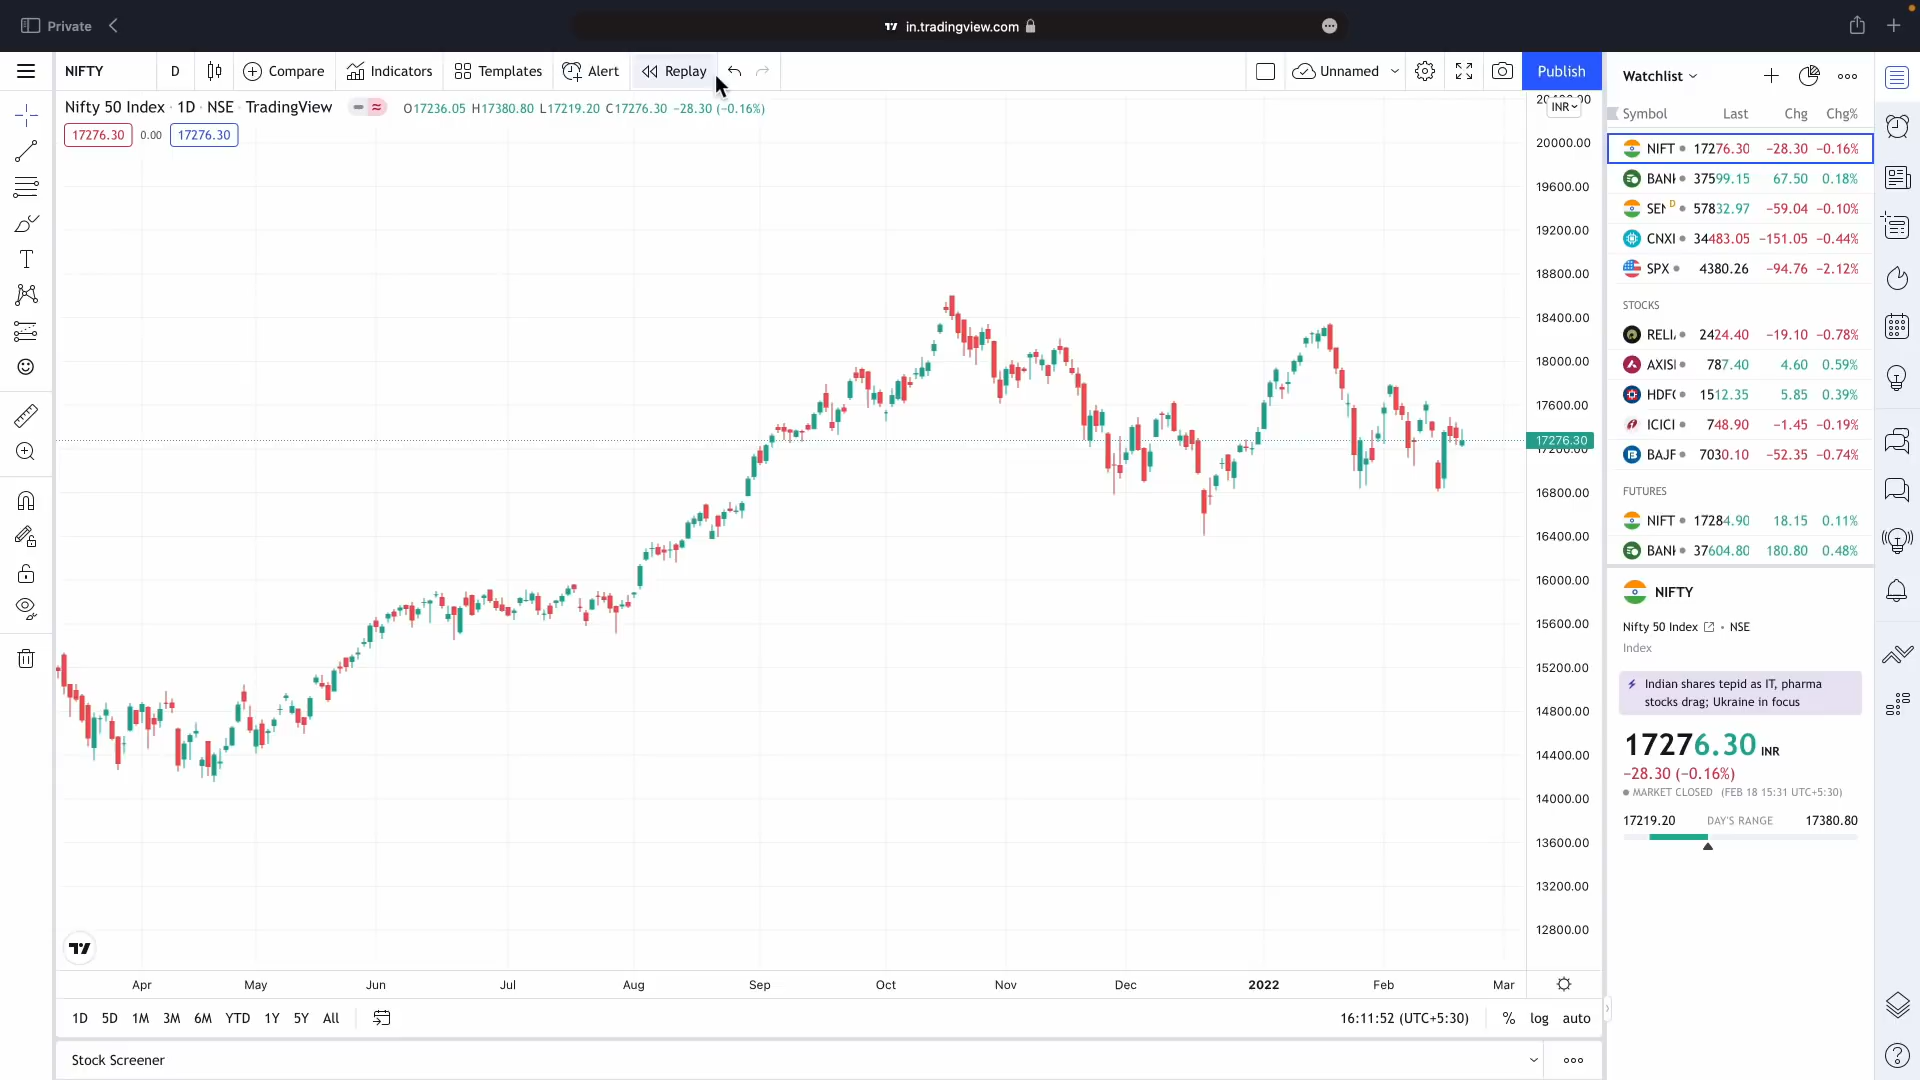 Private
in.tradingview.com
NIFTY
D
Compare
Indicators
Templates
Alert
Replay
Unnamed
Publish
Nifty 50 Index · 1D · NSE · TradingView
O17236.05 H17380.80 L17219.20 C17276.30 −28.30 (−0.16%)
17276.30 0.00 17276.30
INR
20000.00
19600.00
19200.00
18800.00
18400.00
18000.00
17600.00
17276.30
17200.00
16800.00
16400.00
16000.00
15600.00
15200.00
14800.00
14400.00
14000.00
13600.00
13200.00
12800.00
Apr May Jun Jul Aug Sep Oct Nov Dec 2022 Feb Mar
1D 5D 1M 3M 6M YTD 1Y 5Y All
16:11:52 (UTC+5:30) % log auto
Stock Screener
Watchlist
Symbol Last Chg Chg%
NIFT 17276.30 −28.30 −0.16%
BANK 37599.15 67.50 0.18%
SEN D 57832.97 −59.04 −0.10%
CNXI 34483.05 −151.05 −0.44%
SPX 4380.26 −94.76 −2.12%
STOCKS
RELI 2424.40 −19.10 −0.78%
AXISI 787.40 4.60 0.59%
HDFC 1512.35 5.85 0.39%
ICICI 748.90 −1.45 −0.19%
BAJF 7030.10 −52.35 −0.74%
FUTURES
NIFT 17284.90 18.15 0.11%
BANK 37604.80 180.80 0.48%
NIFTY
Nifty 50 Index • NSE
Index
Indian shares tepid as IT, pharma
stocks drag; Ukraine in focus
17276.30 INR
−28.30 (−0.16%)
MARKET CLOSED (FEB 18 15:31 UTC+5:30)
17219.20 DAY'S RANGE 17380.80